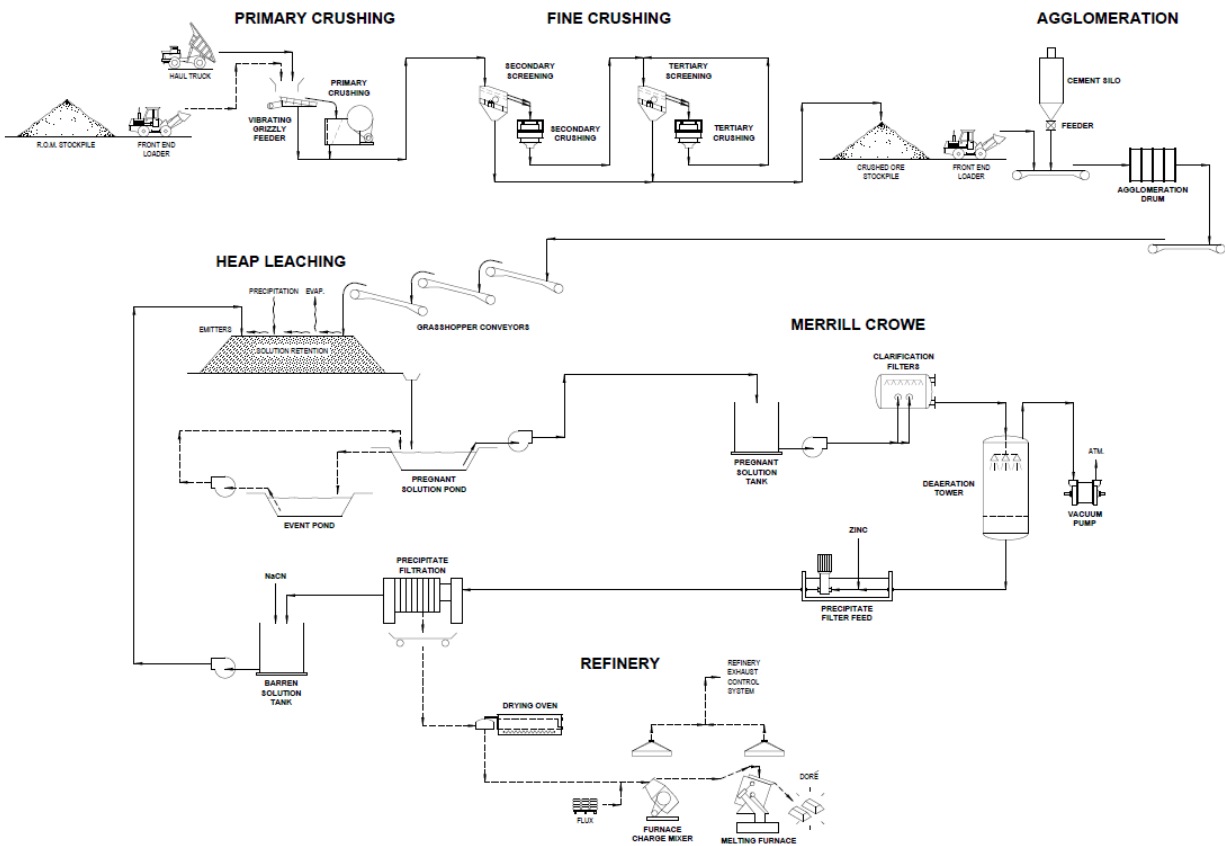 PRIMARY CRUSHING
FINE CRUSHING
AGGLOMERATION
HAUL TRUCK
R.O.M. STOCKPILE
FRONT END
LOADER
VIBRATING
GRIZZLY
FEEDER
PRIMARY
CRUSHING
SECONDARY
SCREENING
SECONDARY
CRUSHING
TERTIARY
SCREENING
TERTIARY
CRUSHING
CRUSHED ORE
STOCKPILE
FRONT END
LOADER
CEMENT SILO
FEEDER
AGGLOMERATION
DRUM
HEAP LEACHING
PRECIPITATION
EVAP.
EMITTERS
SOLUTION RETENTION
GRASSHOPPER CONVEYORS
PREGNANT
SOLUTION POND
EVENT POND
MERRILL CROWE
CLARIFICATION
FILTERS
PREGNANT
SOLUTION
TANK
DEAERATION
TOWER
ATM.
VACUUM
PUMP
ZINC
PRECIPITATE
FILTER FEED
PRECIPITATE
FILTRATION
NaCN
BARREN
SOLUTION
TANK
REFINERY
REFINERY
EXHAUST
CONTROL
SYSTEM
DRYING OVEN
FLUX
FURNACE
CHARGE MIXER
MELTING FURNACE
DORÉ